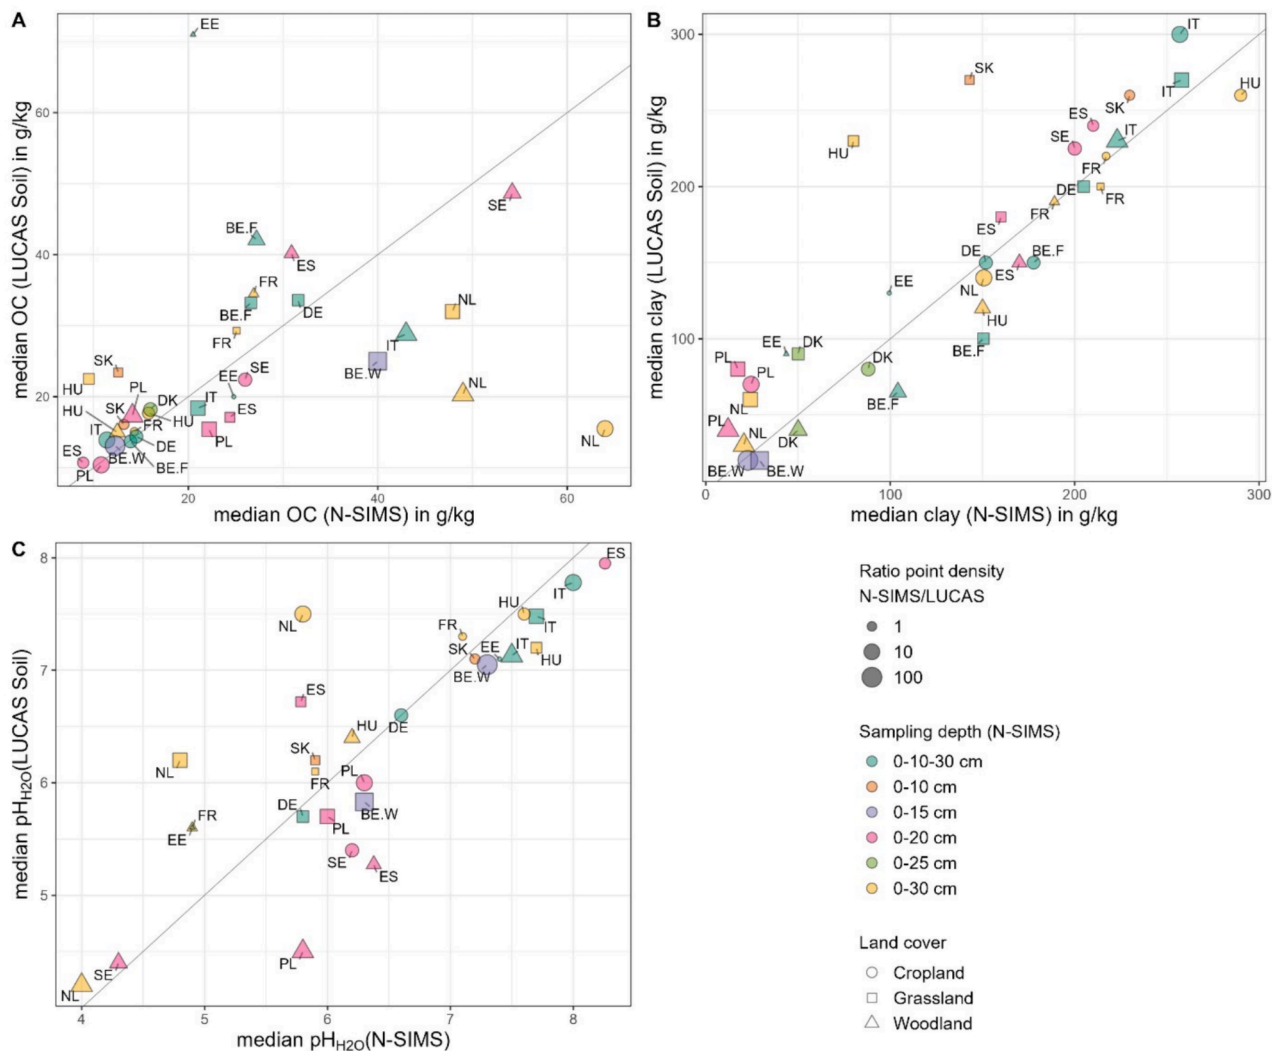 A
EE
60
SE
BE.F
ES
40
FR
NL
BE.F
DE
FR
IT
SK
SE
BE.W
EE
PL
NL
HU
20
DK
IT
HU
SK
ES
FR
HU
IT
DE
PL
NL
ES
BE.W
BE.F
PL
20
40
60
median OC (N-SIMS) in g/kg
median OC (LUCAS Soil) in g/kg
B
IT
300
SK
IT
HU
SK
ES
IT
HU
SE
FR
200
DE
FR
FR
ES
DE
BE.F
ES
EE
NL
HU
100
EE
DK
BE.F
PL
DK
PL
BE.F
NL
PL
NL
DK
BE.W
BE.W
0
100
200
300
median clay (N-SIMS) in g/kg
median clay (LUCAS Soil) in g/kg
C
8
ES
IT
HU
NL
FR
IT
IT
SK
EE
HU
7
BE.W
ES
HU
DE
SK
NL
PL
6
FR
DE
BE.W
FR
PL
EE
SE
ES
5
PL
SE
NL
4
5
6
7
8
median pHH2O(N-SIMS)
median pHH2O(LUCAS Soil)
Ratio point density
N-SIMS/LUCAS
1
10
100
Sampling depth (N-SIMS)
0-10-30 cm
0-10 cm
0-15 cm
0-20 cm
0-25 cm
0-30 cm
Land cover
Cropland
Grassland
Woodland